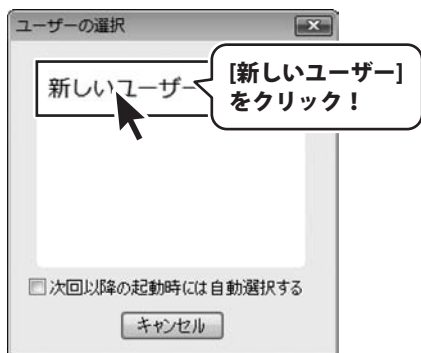 ユーザーの選択
新しいユーザー
[新しいユーザー]
をクリック！
次回以降の起動時には自動選択する
キャンセル